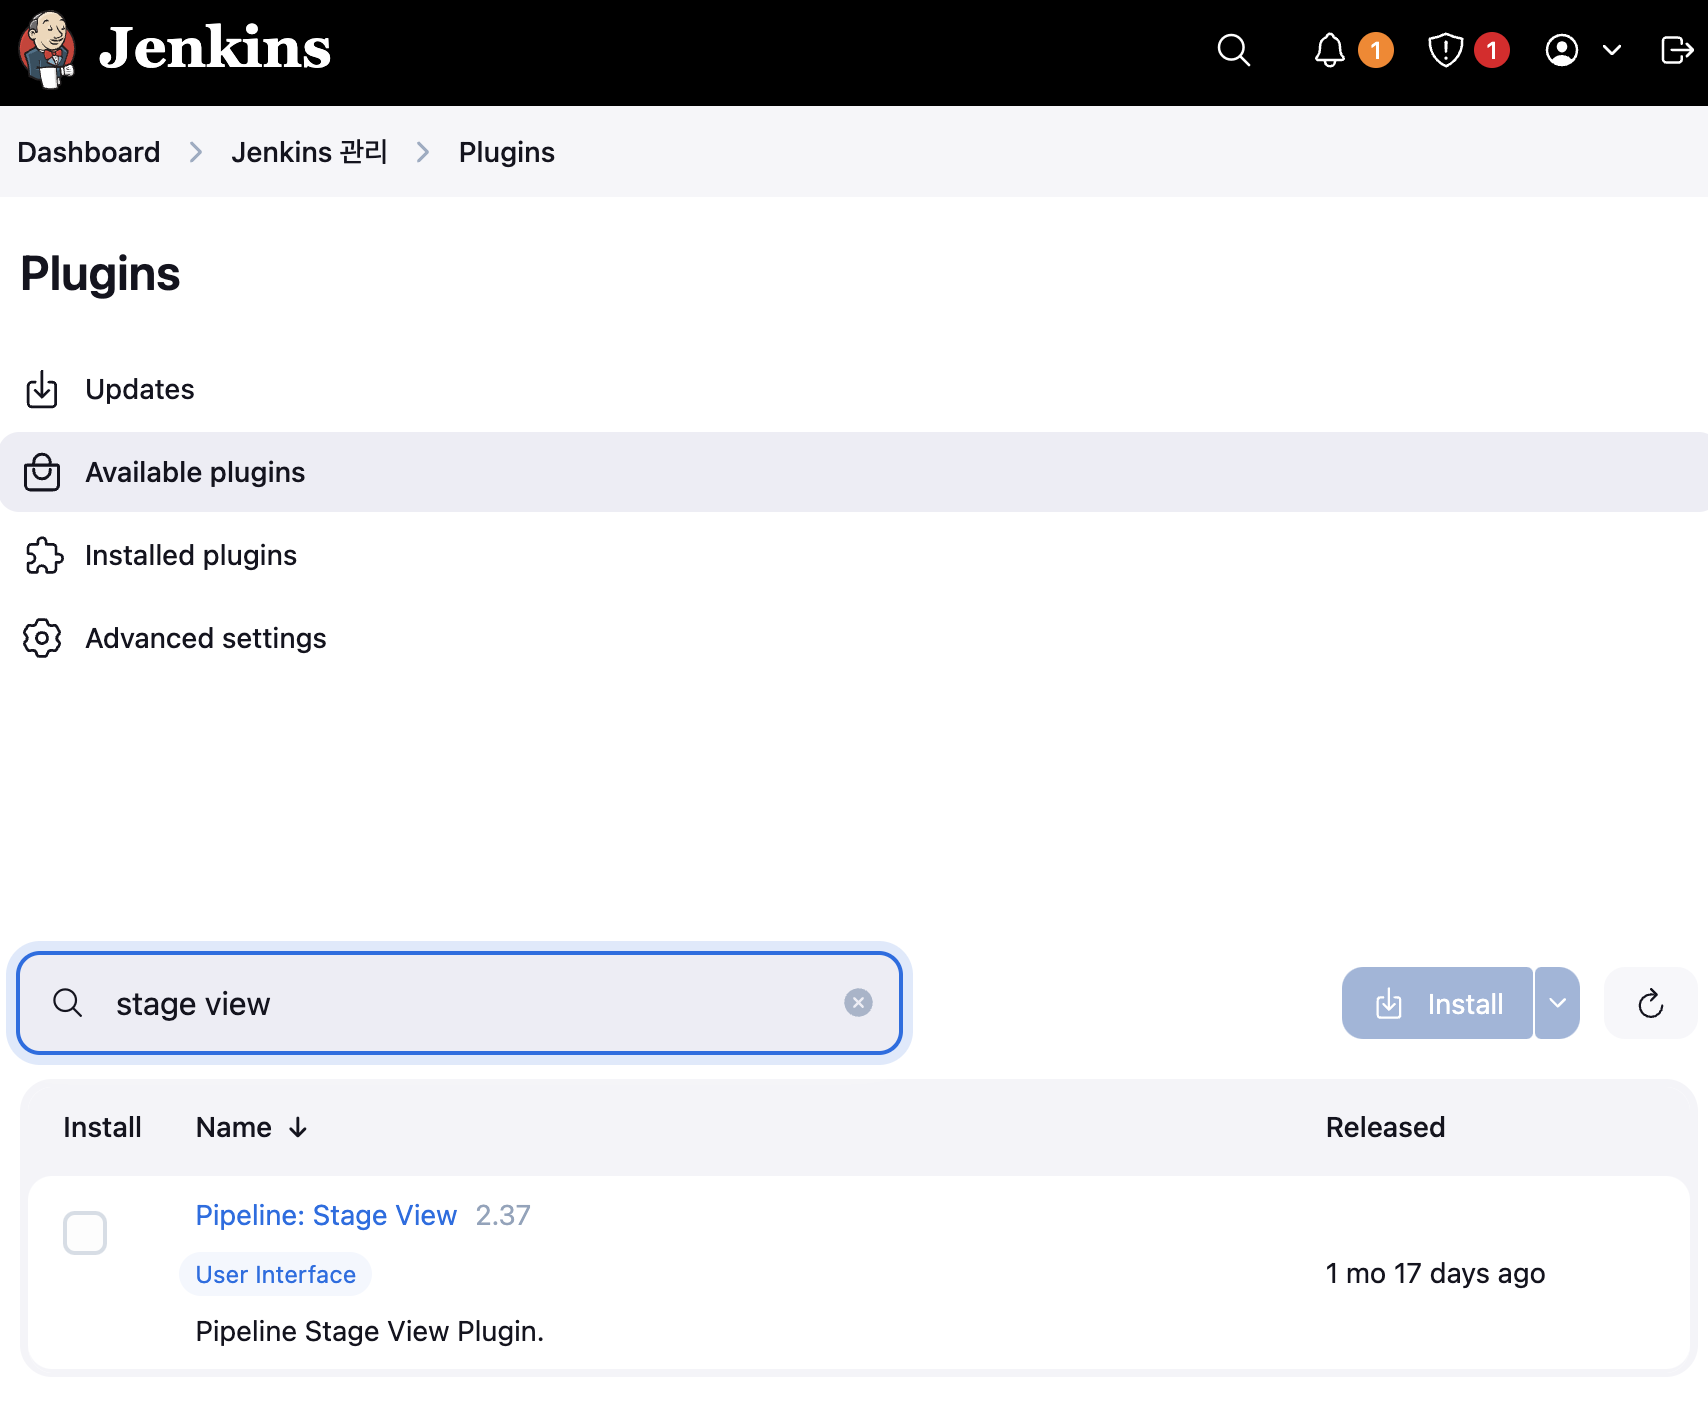 Jenkins
1
1
Dashboard
Jenkins 관리
Plugins
Plugins
Updates
Available plugins
Installed plugins
Advanced settings
stage view
Install
Install
Name
Released
Pipeline: Stage View 2.37
User Interface
1 mo 17 days ago
Pipeline Stage View Plugin.